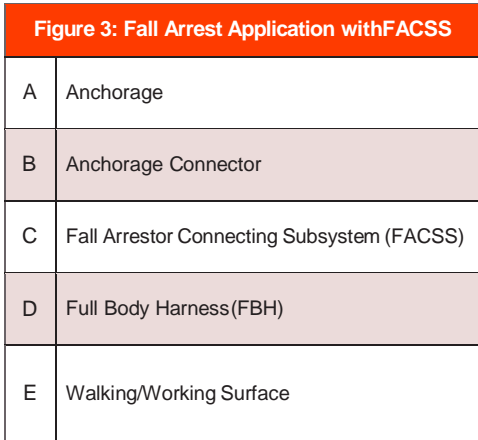 Figure 3: Fall Arrest Application withFACSS
A Anchorage
B Anchorage Connector
C Fall Arrestor Connecting Subsystem (FACSS)
D Full Body Harness(FBH)
E Walking/Working Surface